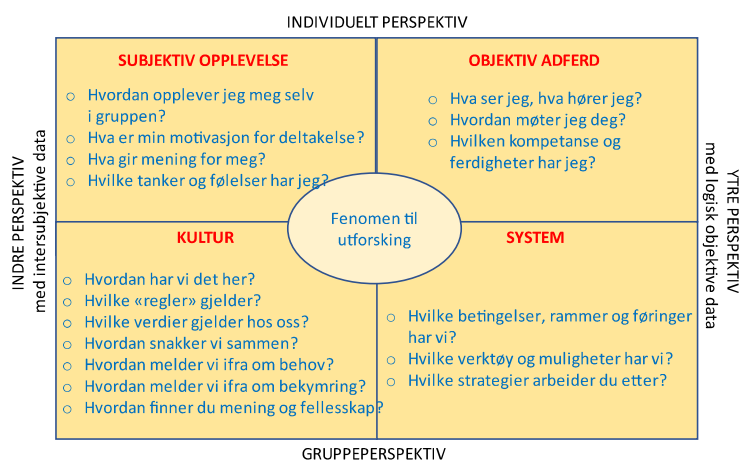 INDIVIDUELT PERSPEKTIV
SUBJEKTIV OPPLEVELSE
○ Hvordan opplever jeg meg selv
i gruppen?
○ Hva er min motivasjon for deltakelse?
○ Hva gir mening for meg?
○ Hvilke tanker og følelser har jeg?
OBJEKTIV ADFERD
○ Hva ser jeg, hva hører jeg?
○ Hvordan møter jeg deg?
○ Hvilken kompetanse og
ferdigheter har jeg?
INDRE PERSPEKTIV
med intersubjektive data
YTRE PERSPEKTIV
med logisk objektive data
Fenomen til
utforsking
KULTUR
○ Hvordan har vi det her?
○ Hvilke «regler» gjelder?
○ Hvilke verdier gjelder hos oss?
○ Hvordan snakker vi sammen?
○ Hvordan melder vi ifra om behov?
○ Hvordan melder vi ifra om bekymring?
○ Hvordan finner du mening og fellesskap?
SYSTEM
○ Hvilke betingelser, rammer og føringer
har vi?
○ Hvilke verktøy og muligheter har vi?
○ Hvilke strategier arbeider du etter?
GRUPPEPERSPEKTIV